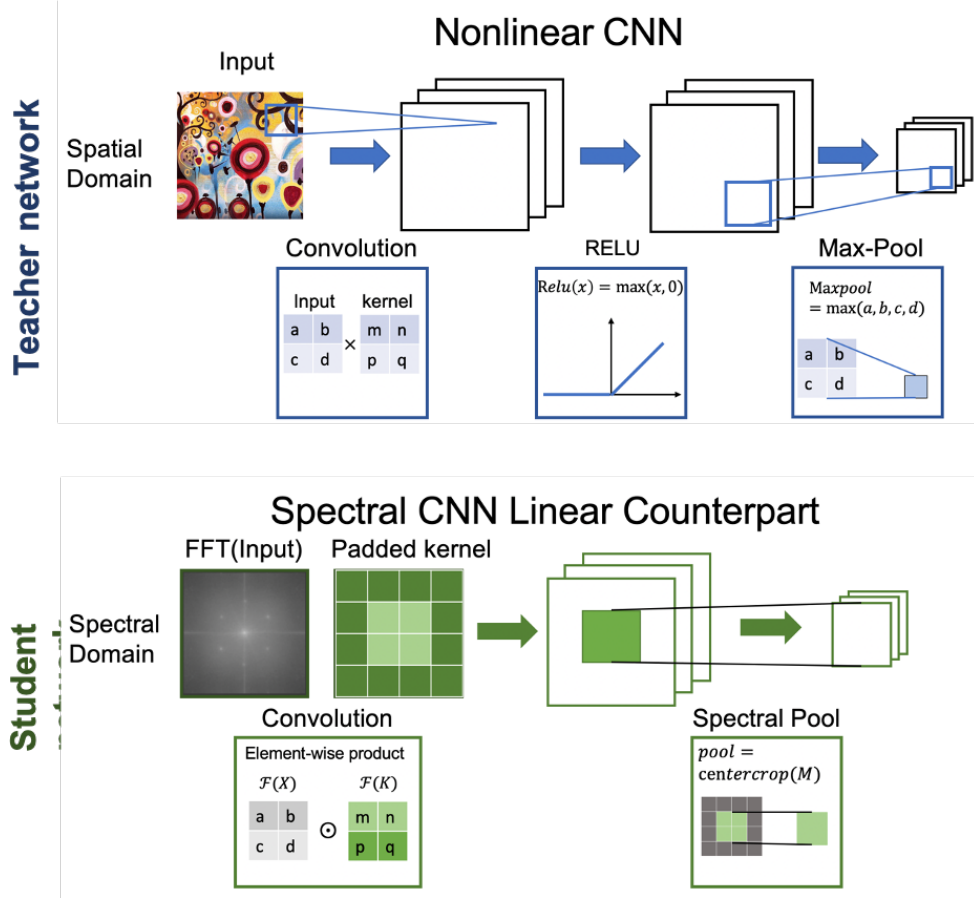 Teacher network
Nonlinear CNN
Input
Spatial
Domain
Convolution
RELU
Max-Pool
Input kernel
a b × m n
c d p q
Relu(x) = max(x, 0)
Maxpool
= max(a, b, c, d)
a b
c d
Student
Spectral CNN Linear Counterpart
FFT(Input) Padded kernel
Spectral
Domain
Convolution
Spectral Pool
Element-wise product
ℱ(X) ℱ(K)
a b ⊙ m n
c d p q
pool =
centercrop(M)